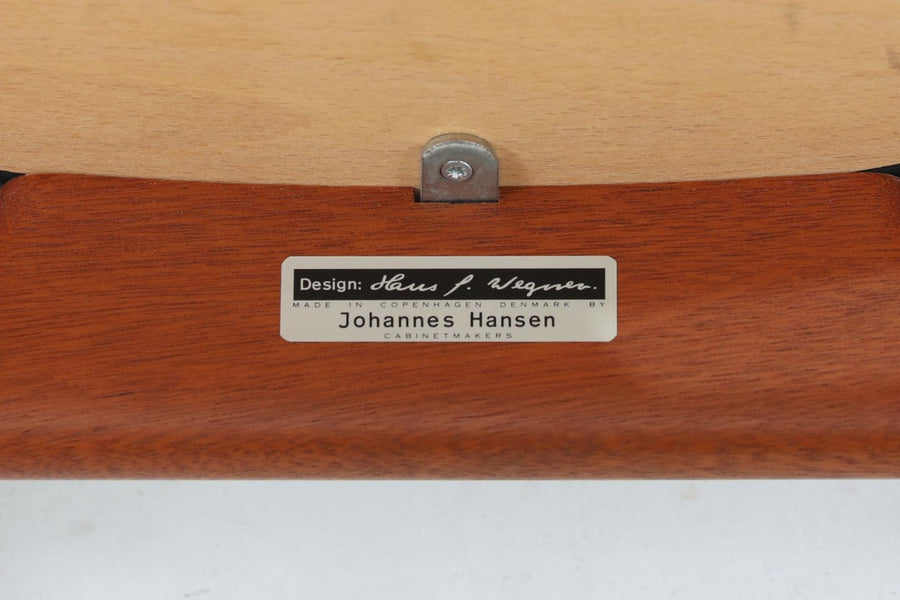 Design: Hans J. Wegner.
MADE IN COPENHAGEN DENMARK BY
Johannes Hansen
CABINETMAKERS